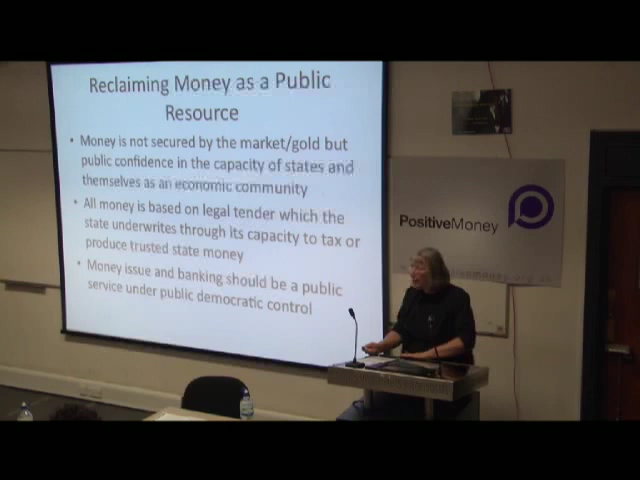 Reclaiming Money as a Public
Resource
• Money is not secured by the market/gold but
public confidence in the capacity of states and
themselves as an economic community
• All money is based on legal tender which the
state underwrites through its capacity to tax or
produce trusted state money
• Money issue and banking should be a public
service under public democratic control
PositiveMoney